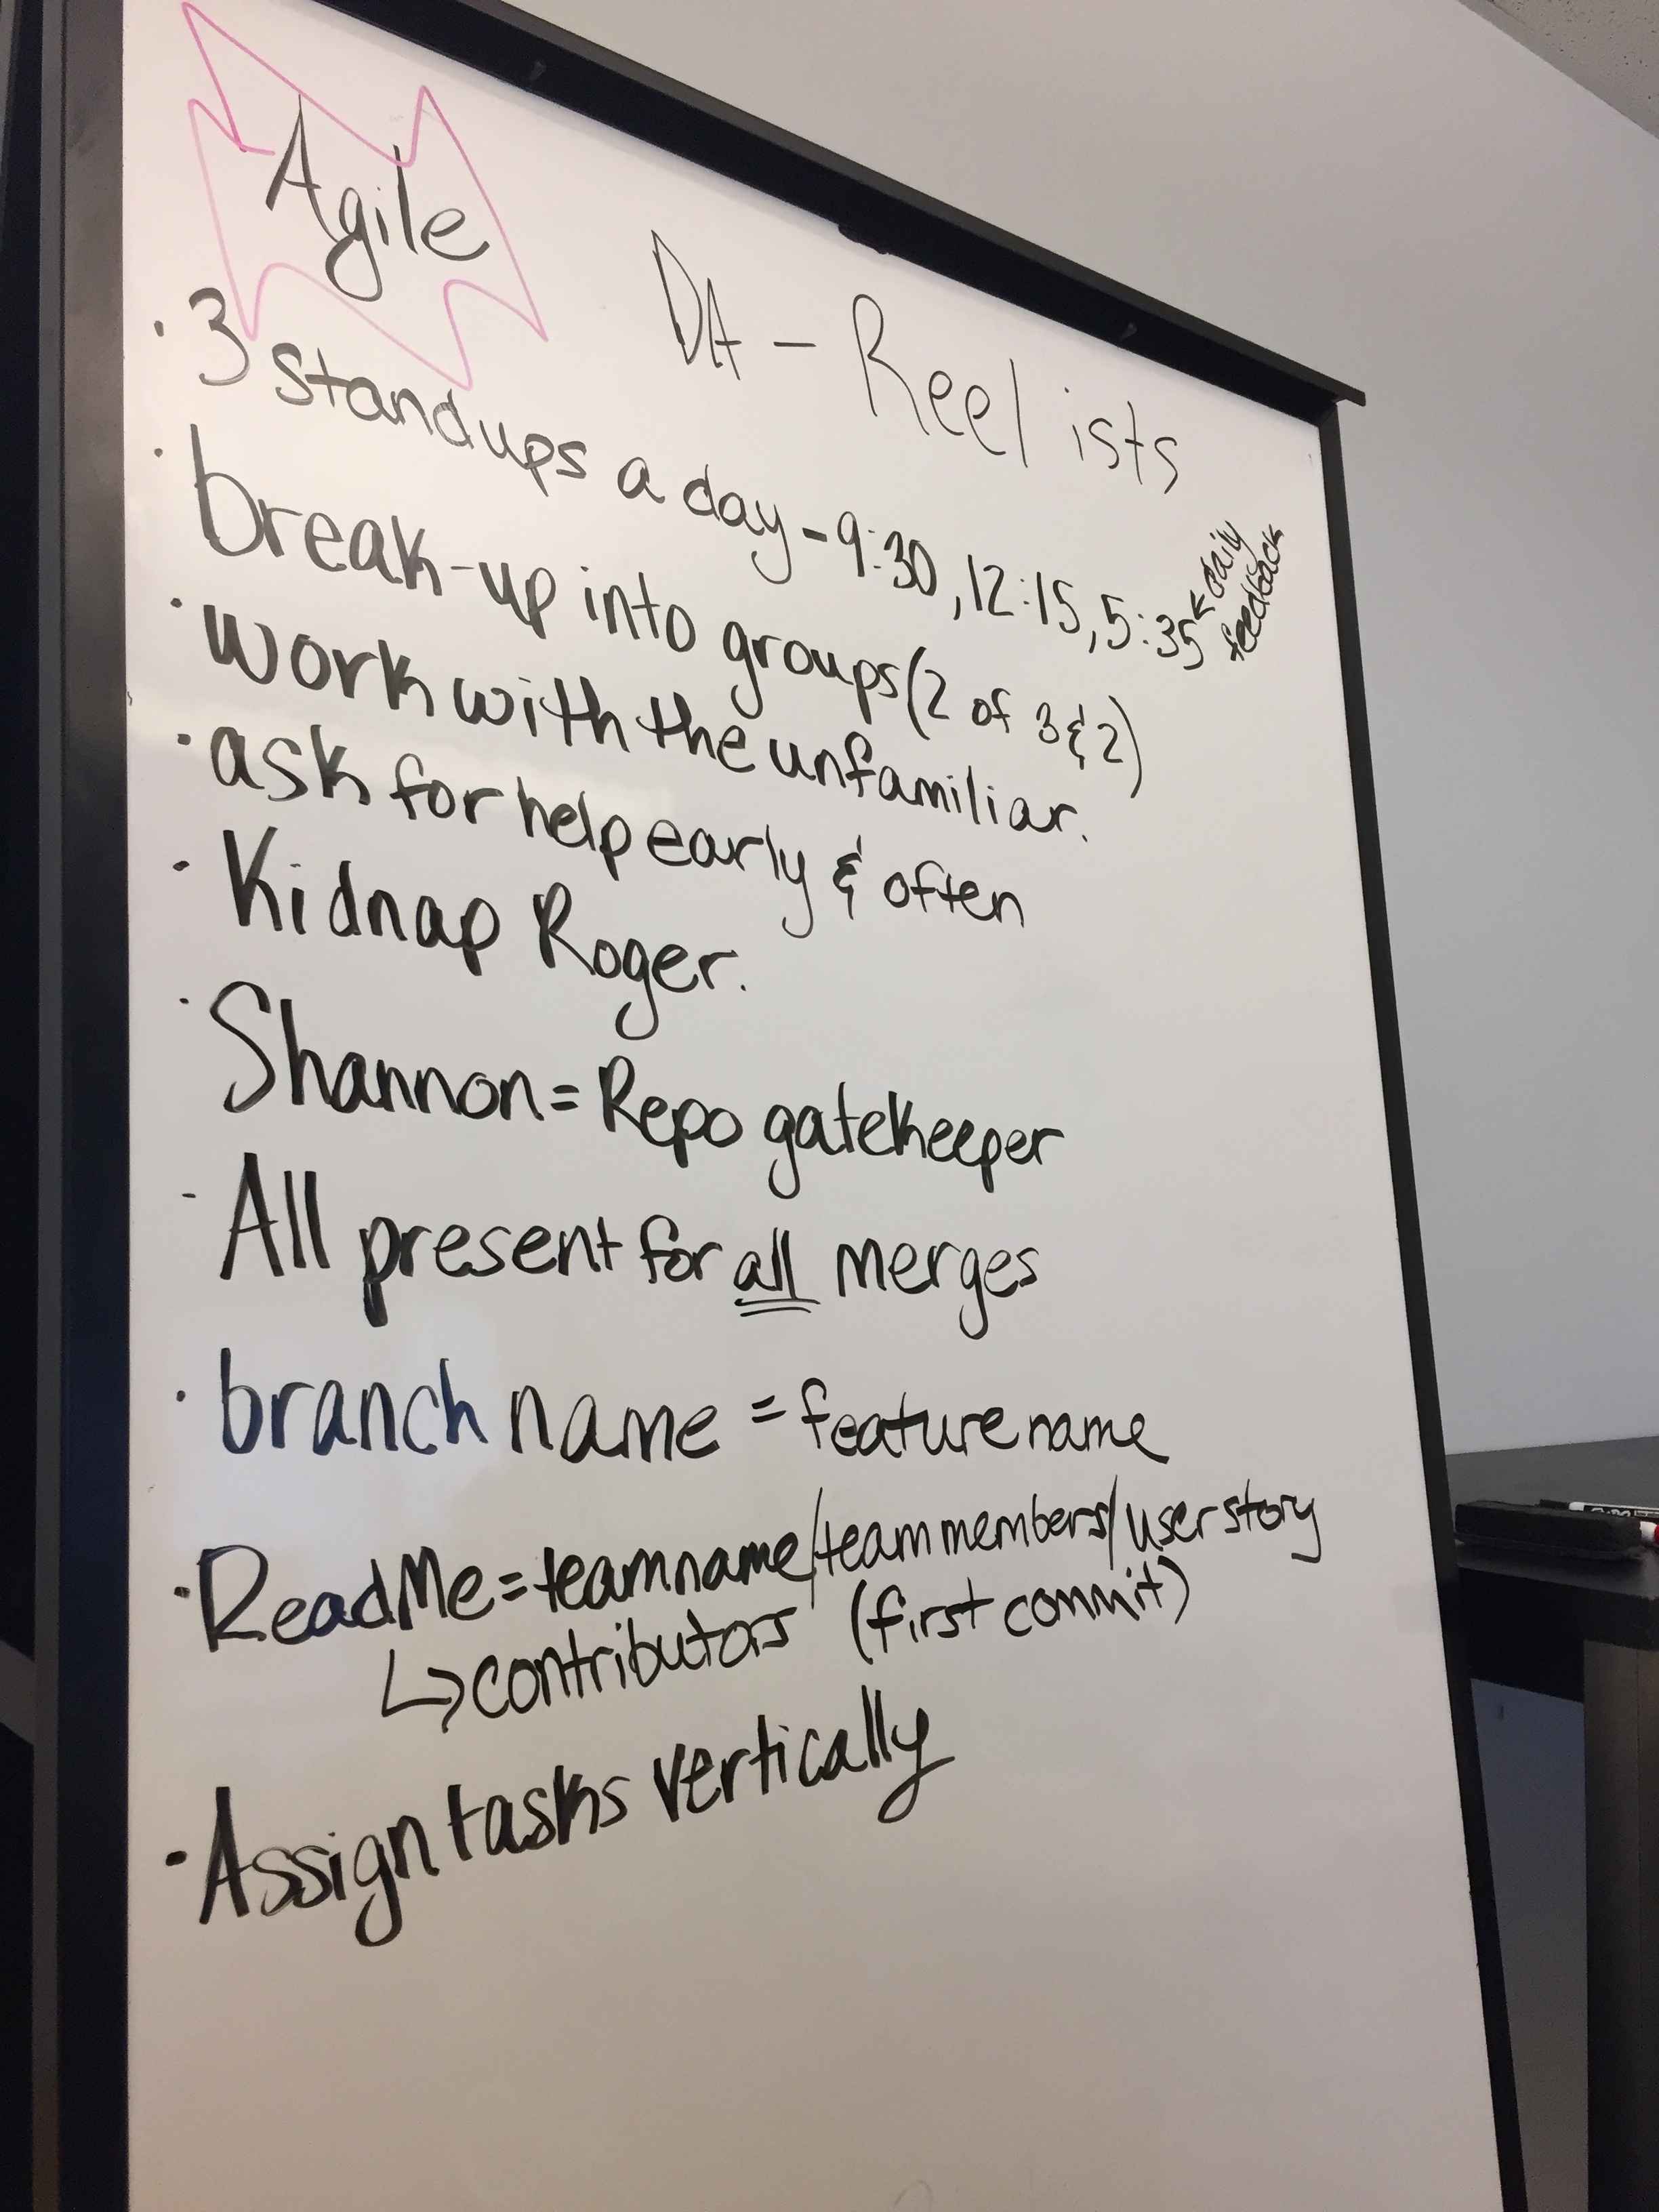 Agile
DA - Reel ists
· 3 standups a day - 9:30, 12:15, 5:35 ← daily feedback
· break-up into groups (2 of 3 & 2)
· work with the unfamiliar.
· ask for help early & often
· Kidnap Roger.
· Shannon = Repo gatekeeper
- All present for all merges
· branch name = feature name
· ReadMe = team name/team members/user story
↳ contributors (first commit)
· Assign tasks vertically